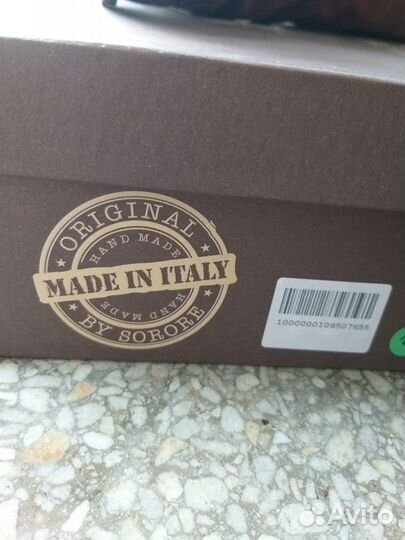 ORIGINAL
HAND MADE
MADE IN ITALY
HAND MADE
BY SORORE
1000000109507655
Avito